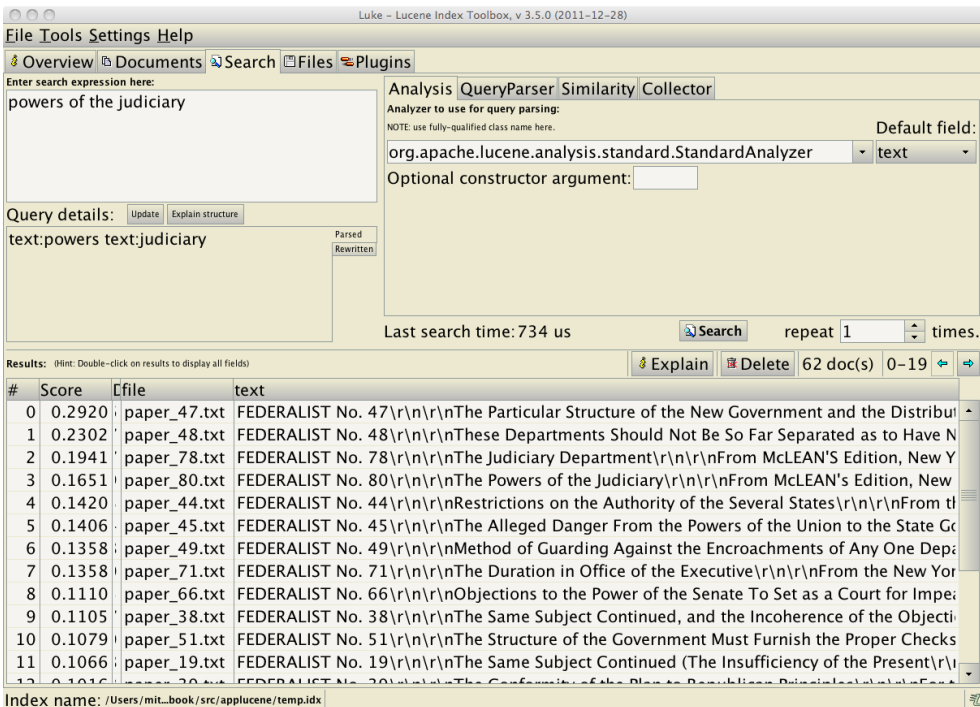 Luke - Lucene Index Toolbox, v 3.5.0 (2011-12-28)
File Tools Settings Help
Overview Documents Search Files Plugins
Enter search expression here:
powers of the judiciary
Analysis QueryParser Similarity Collector
Analyzer to use for query parsing:
NOTE: use fully-qualified class name here.
Default field:
org.apache.lucene.analysis.standard.StandardAnalyzer text
Optional constructor argument:
Query details: Update Explain structure
text:powers text:judiciary
Parsed
Rewritten
Last search time: 734 us Search repeat 1 times.
Results: (Hint: Double-click on results to display all fields) Explain Delete 62 doc(s) 0-19
# Score file text
0 0.2920 paper_47.txt FEDERALIST No. 47\r\n\r\nThe Particular Structure of the New Government and the Distribut
1 0.2302 paper_48.txt FEDERALIST No. 48\r\n\r\nThese Departments Should Not Be So Far Separated as to Have N
2 0.1941 paper_78.txt FEDERALIST No. 78\r\n\r\nThe Judiciary Department\r\n\r\nFrom McLEAN'S Edition, New Y
3 0.1651 paper_80.txt FEDERALIST No. 80\r\n\r\nThe Powers of the Judiciary\r\n\r\nFrom McLEAN's Edition, New
4 0.1420 paper_44.txt FEDERALIST No. 44\r\n\r\nRestrictions on the Authority of the Several States\r\n\r\nFrom th
5 0.1406 paper_45.txt FEDERALIST No. 45\r\n\r\nThe Alleged Danger From the Powers of the Union to the State Go
6 0.1358 paper_49.txt FEDERALIST No. 49\r\n\r\nMethod of Guarding Against the Encroachments of Any One Depa
7 0.1358 paper_71.txt FEDERALIST No. 71\r\n\r\nThe Duration in Office of the Executive\r\n\r\nFrom the New Yor
8 0.1110 paper_66.txt FEDERALIST No. 66\r\n\r\nObjections to the Power of the Senate To Set as a Court for Impea
9 0.1105 paper_38.txt FEDERALIST No. 38\r\n\r\nThe Same Subject Continued, and the Incoherence of the Objecti
10 0.1079 paper_51.txt FEDERALIST No. 51\r\n\r\nThe Structure of the Government Must Furnish the Proper Checks
11 0.1066 paper_19.txt FEDERALIST No. 19\r\n\r\nThe Same Subject Continued (The Insufficiency of the Present\r\
Index name: /Users/mit...book/src/applucene/temp.idx